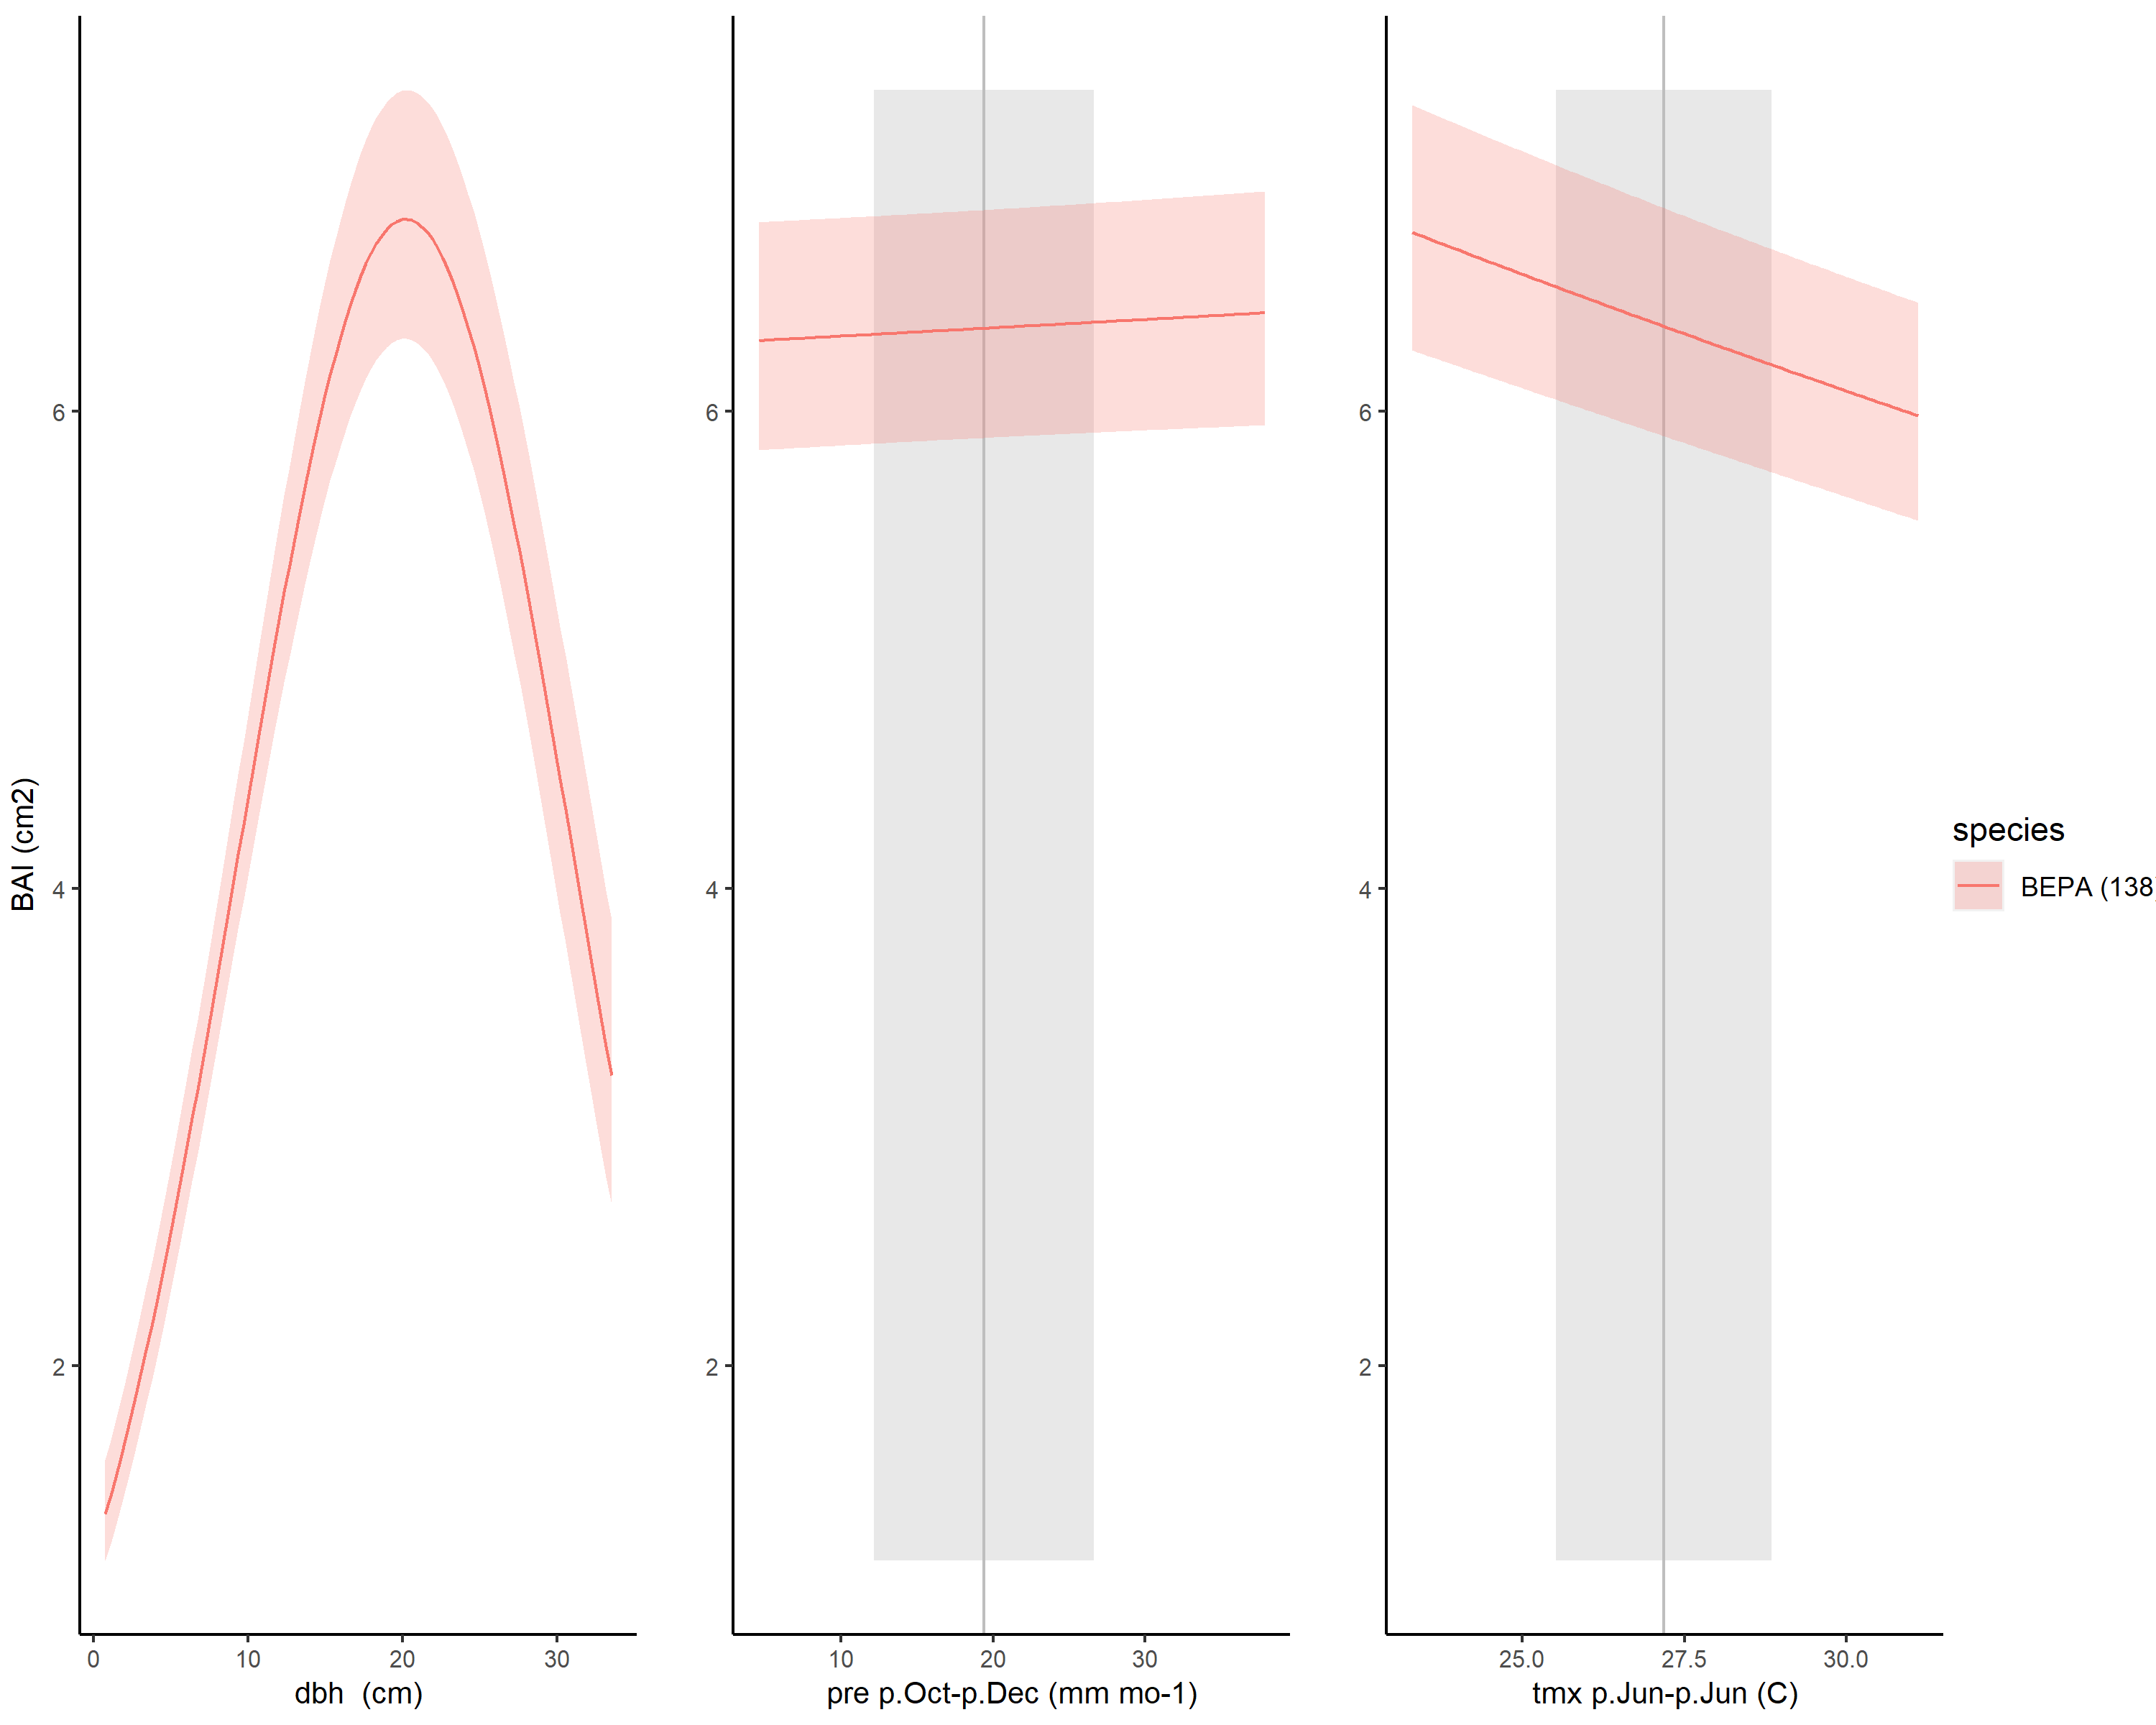 BAI (cm2)
6
4
2
0 10 20 30
dbh (cm)
6
4
2
10 20 30
pre p.Oct-p.Dec (mm mo-1)
6
4
2
25.0 27.5 30.0
tmx p.Jun-p.Jun (C)
species
BEPA (138)